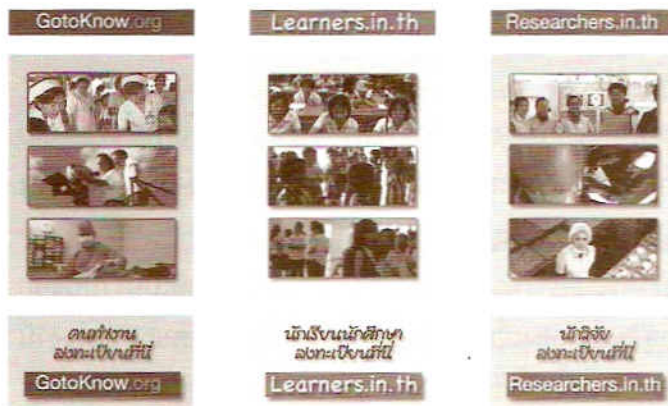 GotoKnow.org
Learners.in.th
Researchers.in.th
คนทำงาน
ลงทะเบียนที่นี่
GotoKnow.org
นักเรียนนักศึกษา
ลงทะเบียนที่นี่
Learners.in.th
นักวิจัย
ลงทะเบียนที่นี่
Researchers.in.th